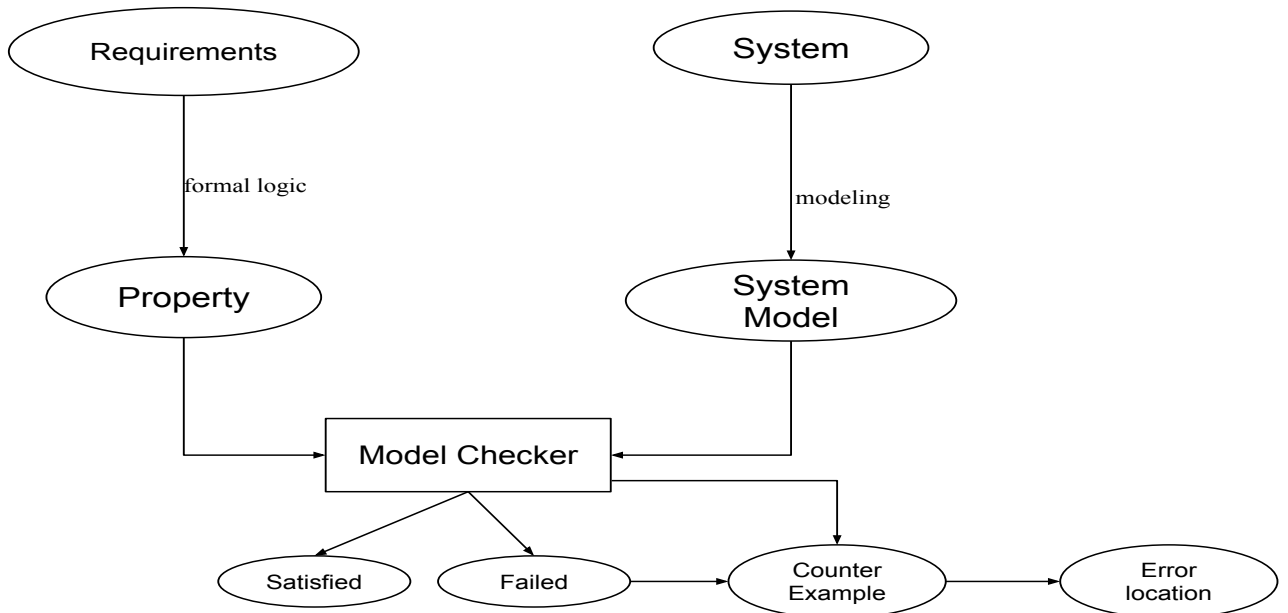 Requirements
System
formal logic
modeling
Property
System
Model
Model Checker
Satisfied
Failed
Counter
Example
Error
location